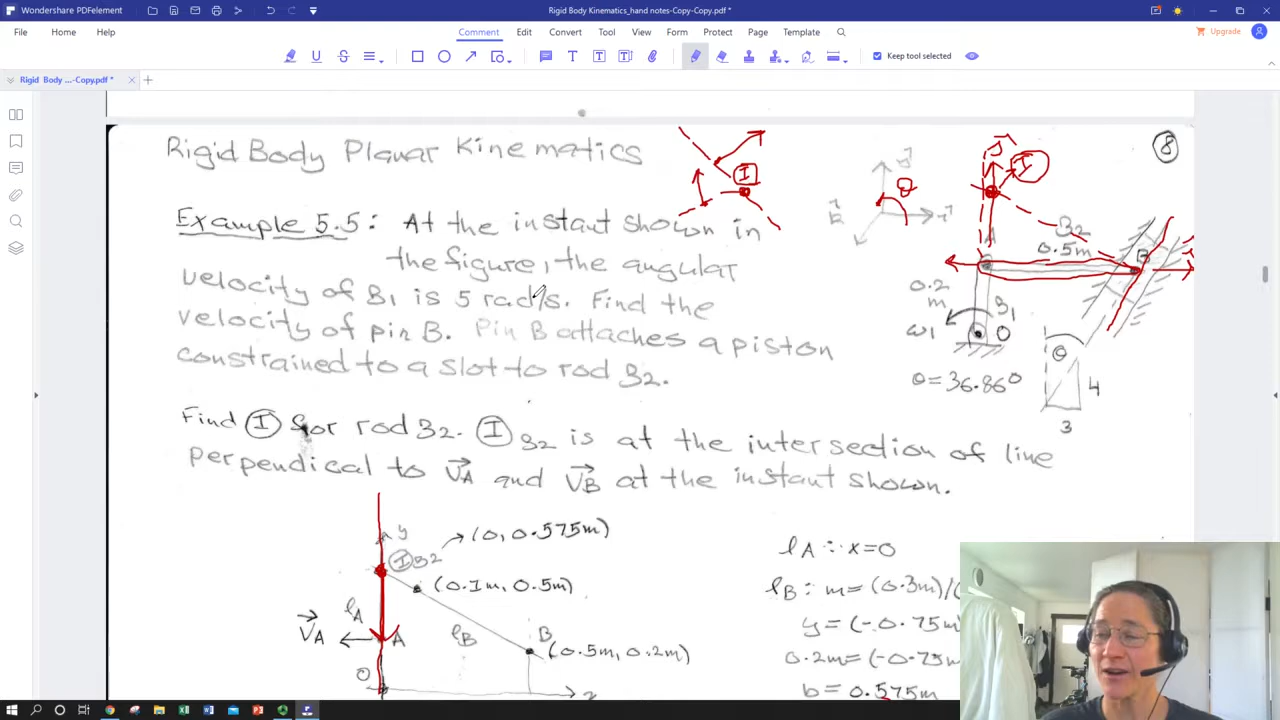 Wondershare PDFelement
Rigid Body Kinematics_hand notes-Copy-Copy.pdf *
File
Edit
Comment
Edit
Convert
Tool
View
Form
Protect
Page
Template
Upgrade
Keep tool selected
Rigid Body ...-Copy.pdf *
Rigid Body Planar Kinematics
8
Example 5.5: At the instant shown in
the figure, the angular
velocity of B1 is 5 rad/s. Find the
velocity of pin B. Pin B attaches a piston
constrained to a slot to rod B2.
I
θ
I
A
B2
0.5m
B
0.2
m
B1
ω1
O
θ = 36.86°
θ
4
3
Find I for rod B2. I B2 is at the intersection of line
perpendical to VA and VB at the instant shown.
y
(0, 0.575m)
I B2
(0.1m, 0.5m)
lA
VA
A
lB
B
(0.5m, 0.2m)
O
x
lA : x=0
lB : m = (0.3m)/(
y = (-0.75m
0.2m = (-0.75m
b = 0.575m